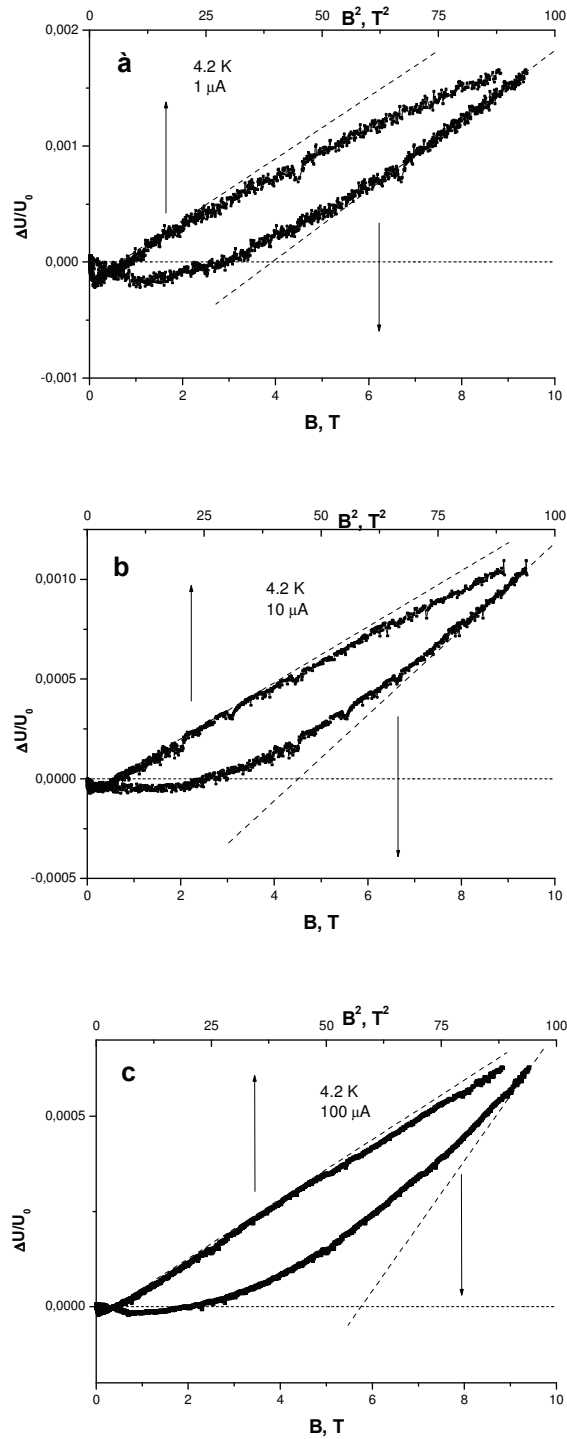 0 25 50 75 100
B², T²
à
4.2 K
1 μA
0,002
0,001
0,000
-0,001
ΔU/U₀
0 2 4 6 8 10
B, T
0 25 50 75 100
B², T²
b
4.2 K
10 μA
0,0010
0,0005
0,0000
-0,0005
ΔU/U₀
0 2 4 6 8 10
B, T
0 25 50 75 100
B², T²
c
4.2 K
100 μA
0,0005
0,0000
ΔU/U₀
0 2 4 6 8 10
B, T